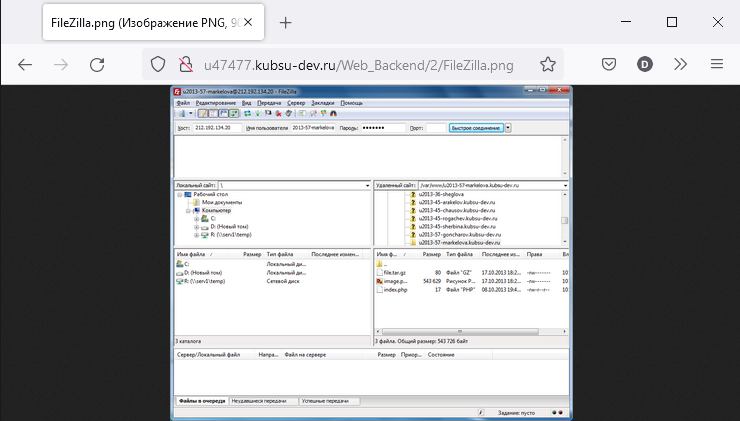 FileZilla.png (Изображение PNG, 90
u47477.kubsu-dev.ru/Web_Backend/2/FileZilla.png
D
u2013-57-markelova@212.192.134.20 - FileZilla
Файл Редактирование Вид Передача Сервер Закладки Помощь
Хост: 212.192.134.20 Имя пользователя 2013-57-markelova Пароль: ••••••• Порт: Быстрое соединение
Локальный сайт: \
Рабочий стол
Мои документы
Компьютер
C:
D: (Новый том)
R: (\\serv1\temp)
Удаленный сайт: /var/www/u2013-57-markelova.kubsu-dev.ru
u2013-36-sheglova
u2013-45-arakelov.kubsu-dev.ru
u2013-45-chausov.kubsu-dev.ru
u2013-45-rogachev.kubsu-dev.ru
u2013-45-sherbina.kubsu-dev.ru
u2013-57-goncharov.kubsu-dev.ru
u2013-57-markelova.kubsu-dev.ru
Имя файла / Размер Тип файла Последнее измен...
C: Локальный ди...
D: (Новый том) Локальный ди...
R: (\\serv1\temp) Сетевой диск
3 каталога
Имя ф... / Размер Тип файла Последнее из... Права Вл
..
file.tar.gz 80 Файл "GZ" 17.10.2013 18:2... -rw------- 10
image.p... 543 629 Рисунок P... 17.10.2013 18:2... -rw------- 10
index.php 17 Файл "PHP" 08.10.2013 19:4... -rw-r--r-- 10
3 файла. Общий размер: 543 726 байт
Сервер/Локальный файл Напра... Файл на сервере Размер Приор... Состояние
Файлы в очереди Неудавшиеся передачи Успешные передачи
Задание: пусто